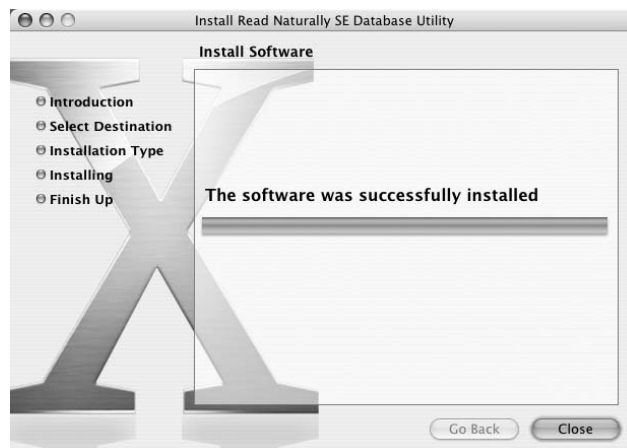 Install Read Naturally SE Database Utility
Install Software
Introduction
Select Destination
Installation Type
Installing
Finish Up
The software was successfully installed
Go Back
Close